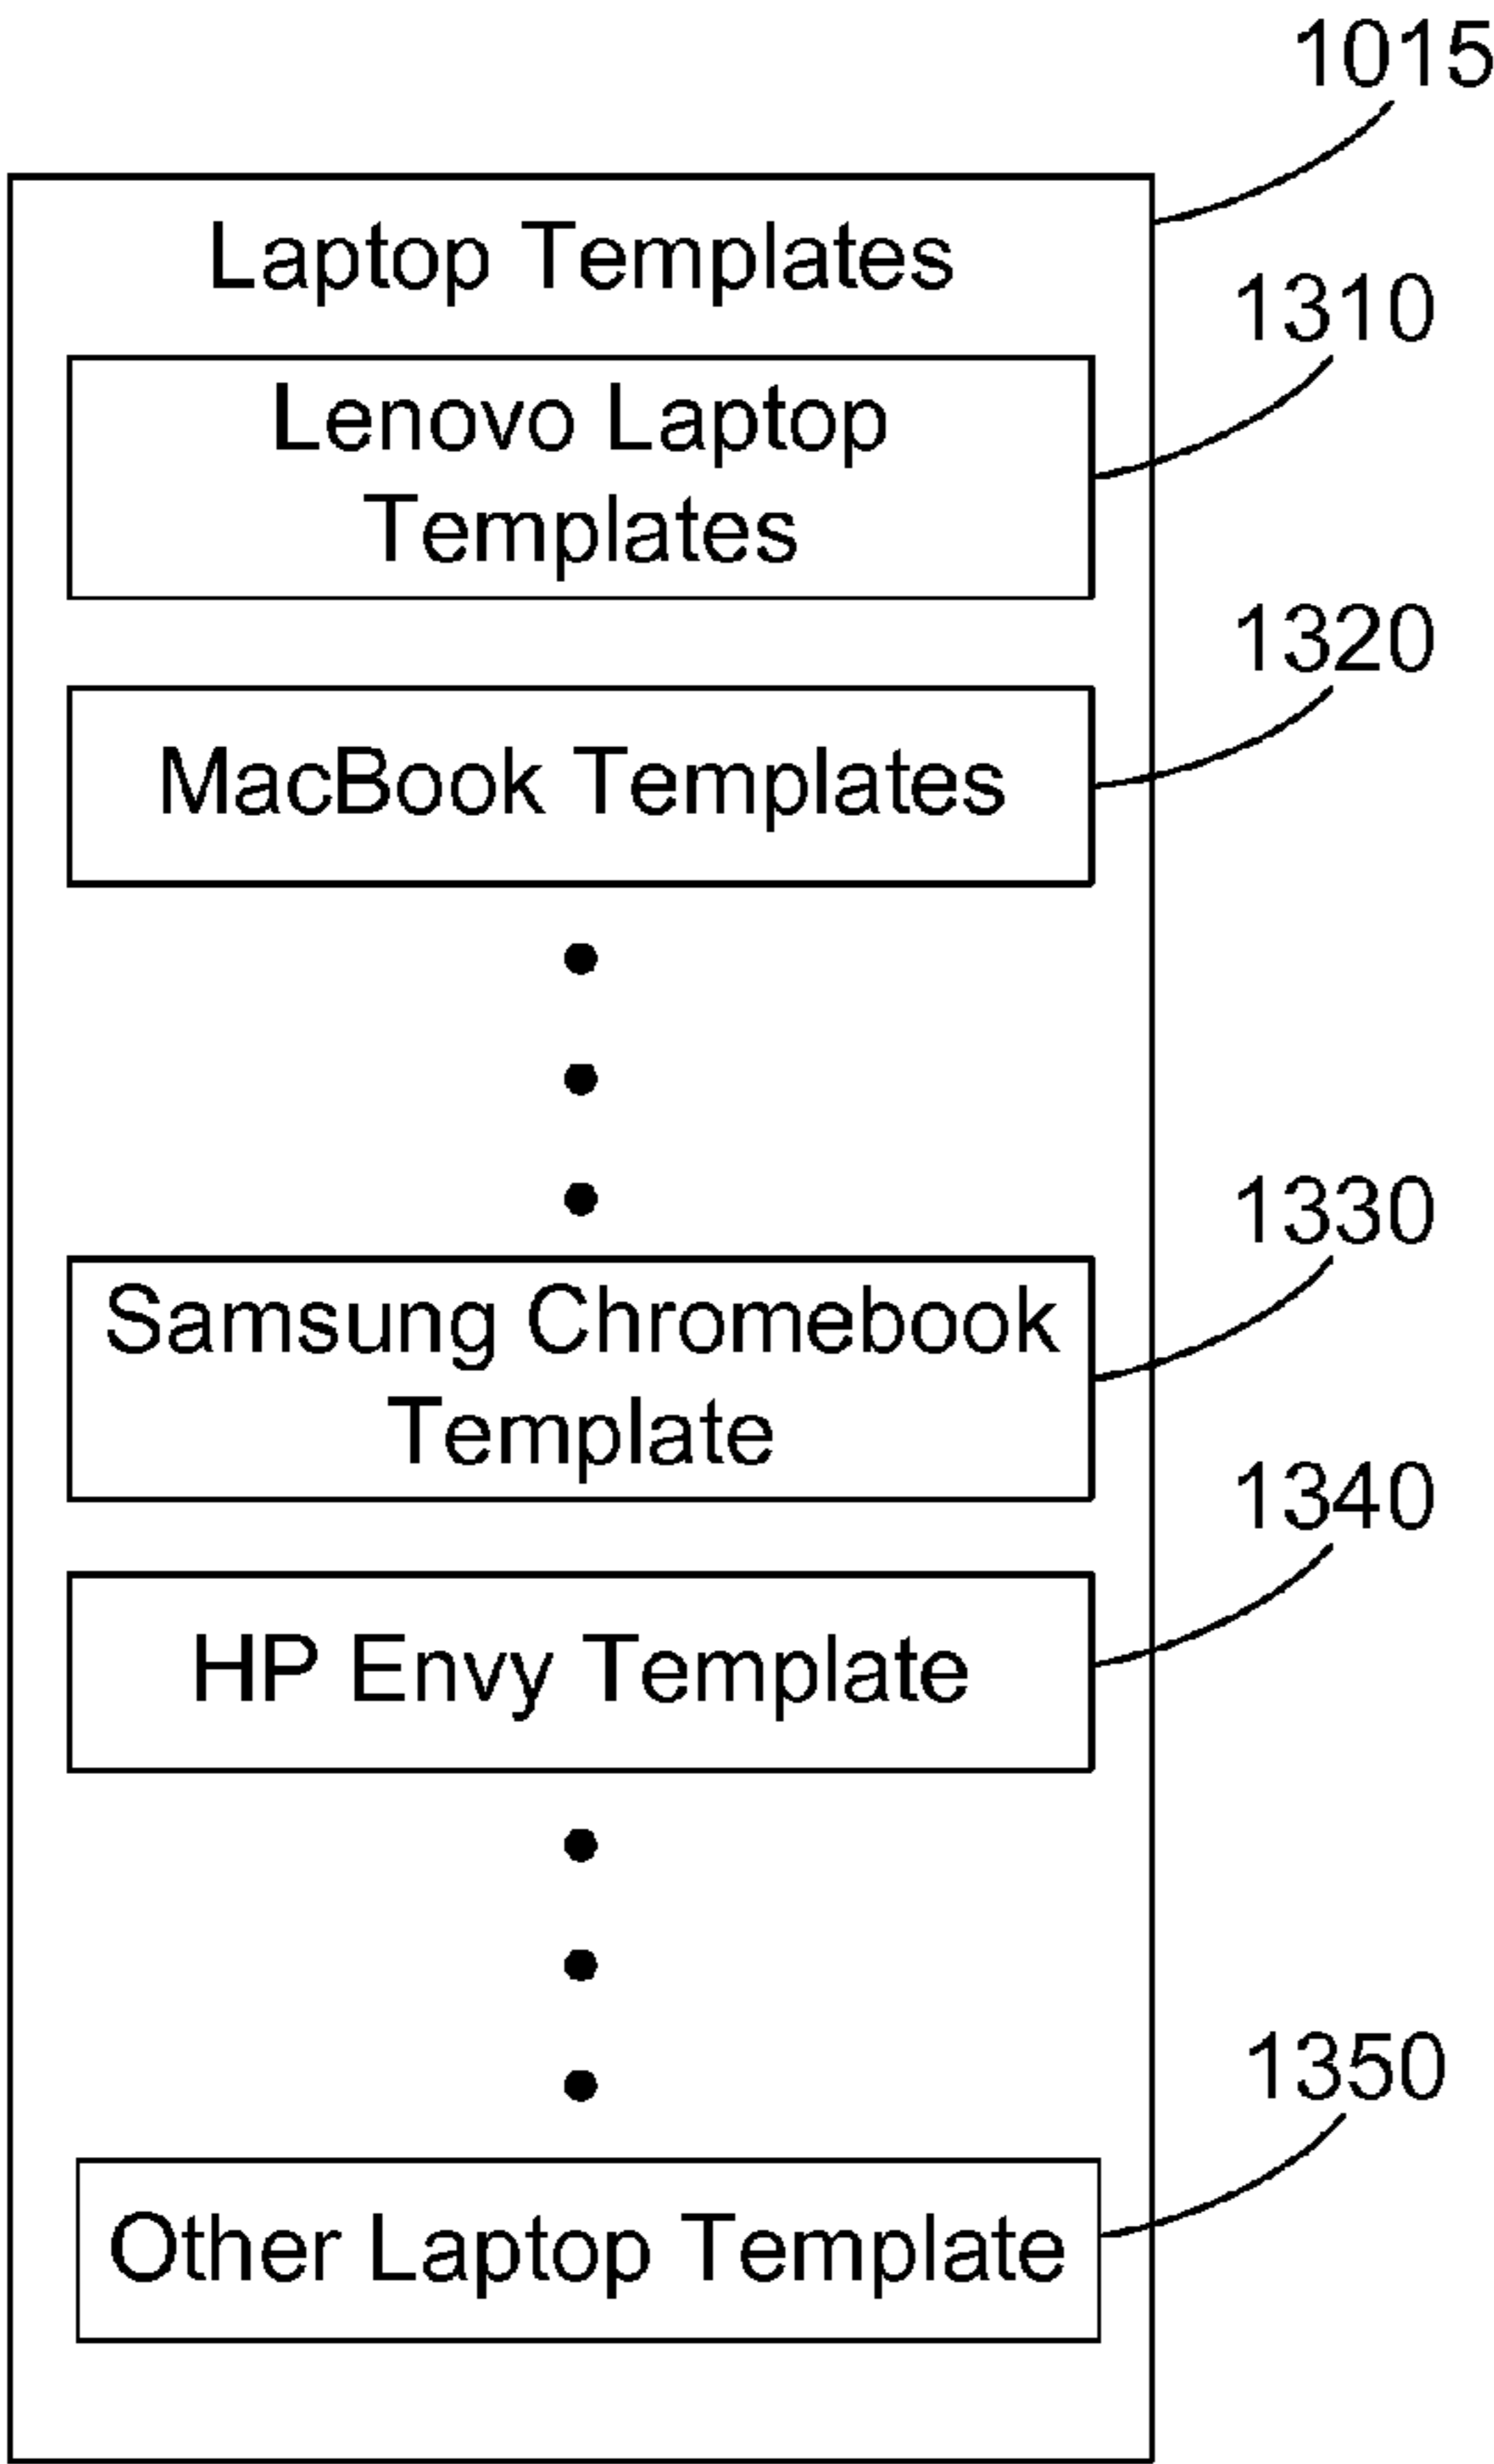 1015
Laptop Templates
1310
Lenovo Laptop
Templates
1320
MacBook Templates
1330
Samsung Chromebook
Template
1340
HP Envy Template
1350
Other Laptop Template